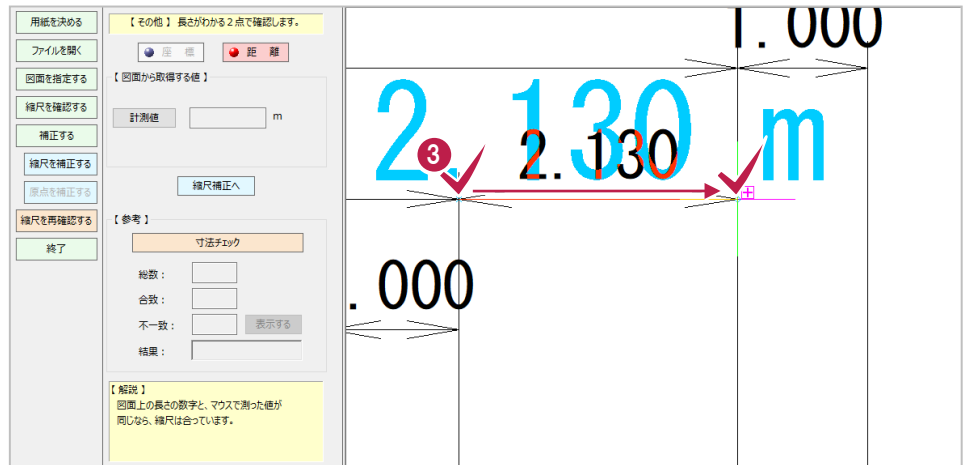 用紙を決める
ファイルを開く
図面を指定する
縮尺を確認する
補正する
縮尺を補正する
原点を補正する
縮尺を再確認する
終了
【 その他 】 長さがわかる２点で確認します。
座　標
距　離
【 図面から取得する値 】
計測値
m
縮尺補正へ
【 参考 】
寸法チェック
総数：
合致：
不一致：
表示する
結果：
【 解説 】
図面上の長さの数字と、マウスで測った値が
同じなら、縮尺は合っています。
1.000
2.130 m
3
2.130
.000